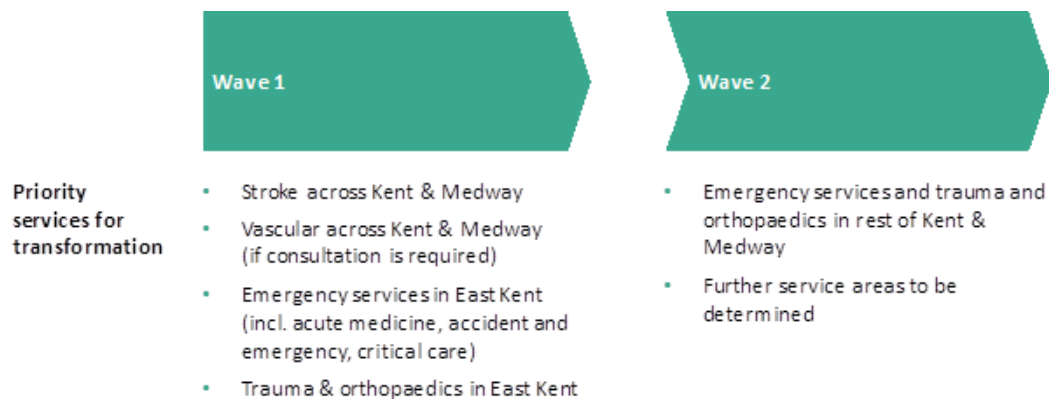 Wave 1
Wave 2
Priority
services for
transformation
• Stroke across Kent & Medway
• Vascular across Kent & Medway
(if consultation is required)
• Emergency services in East Kent
(incl. acute medicine, accident and
emergency, critical care)
• Trauma & orthopaedics in East Kent
• Emergency services and trauma and
orthopaedics in rest of Kent &
Medway
• Further service areas to be
determined